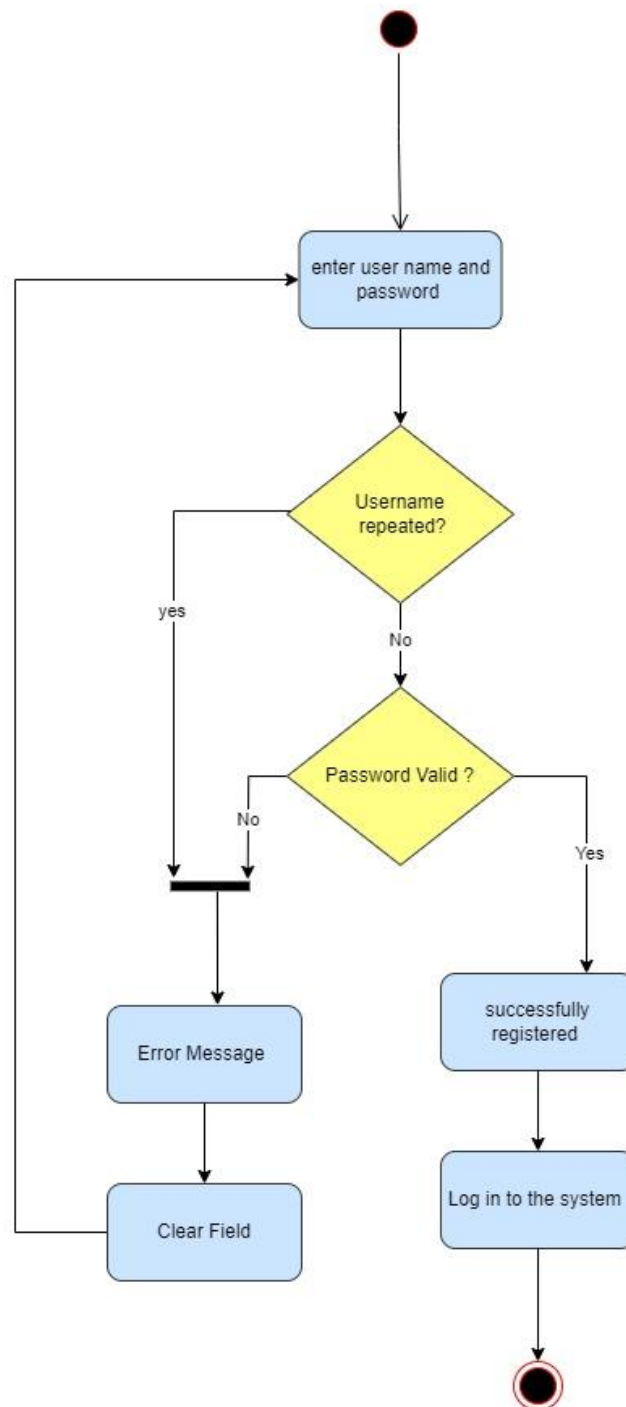 enter user name and
password
Username
repeated?
yes
No
Password Valid ?
No
Yes
successfully
registered
Error Message
Log in to the system
Clear Field